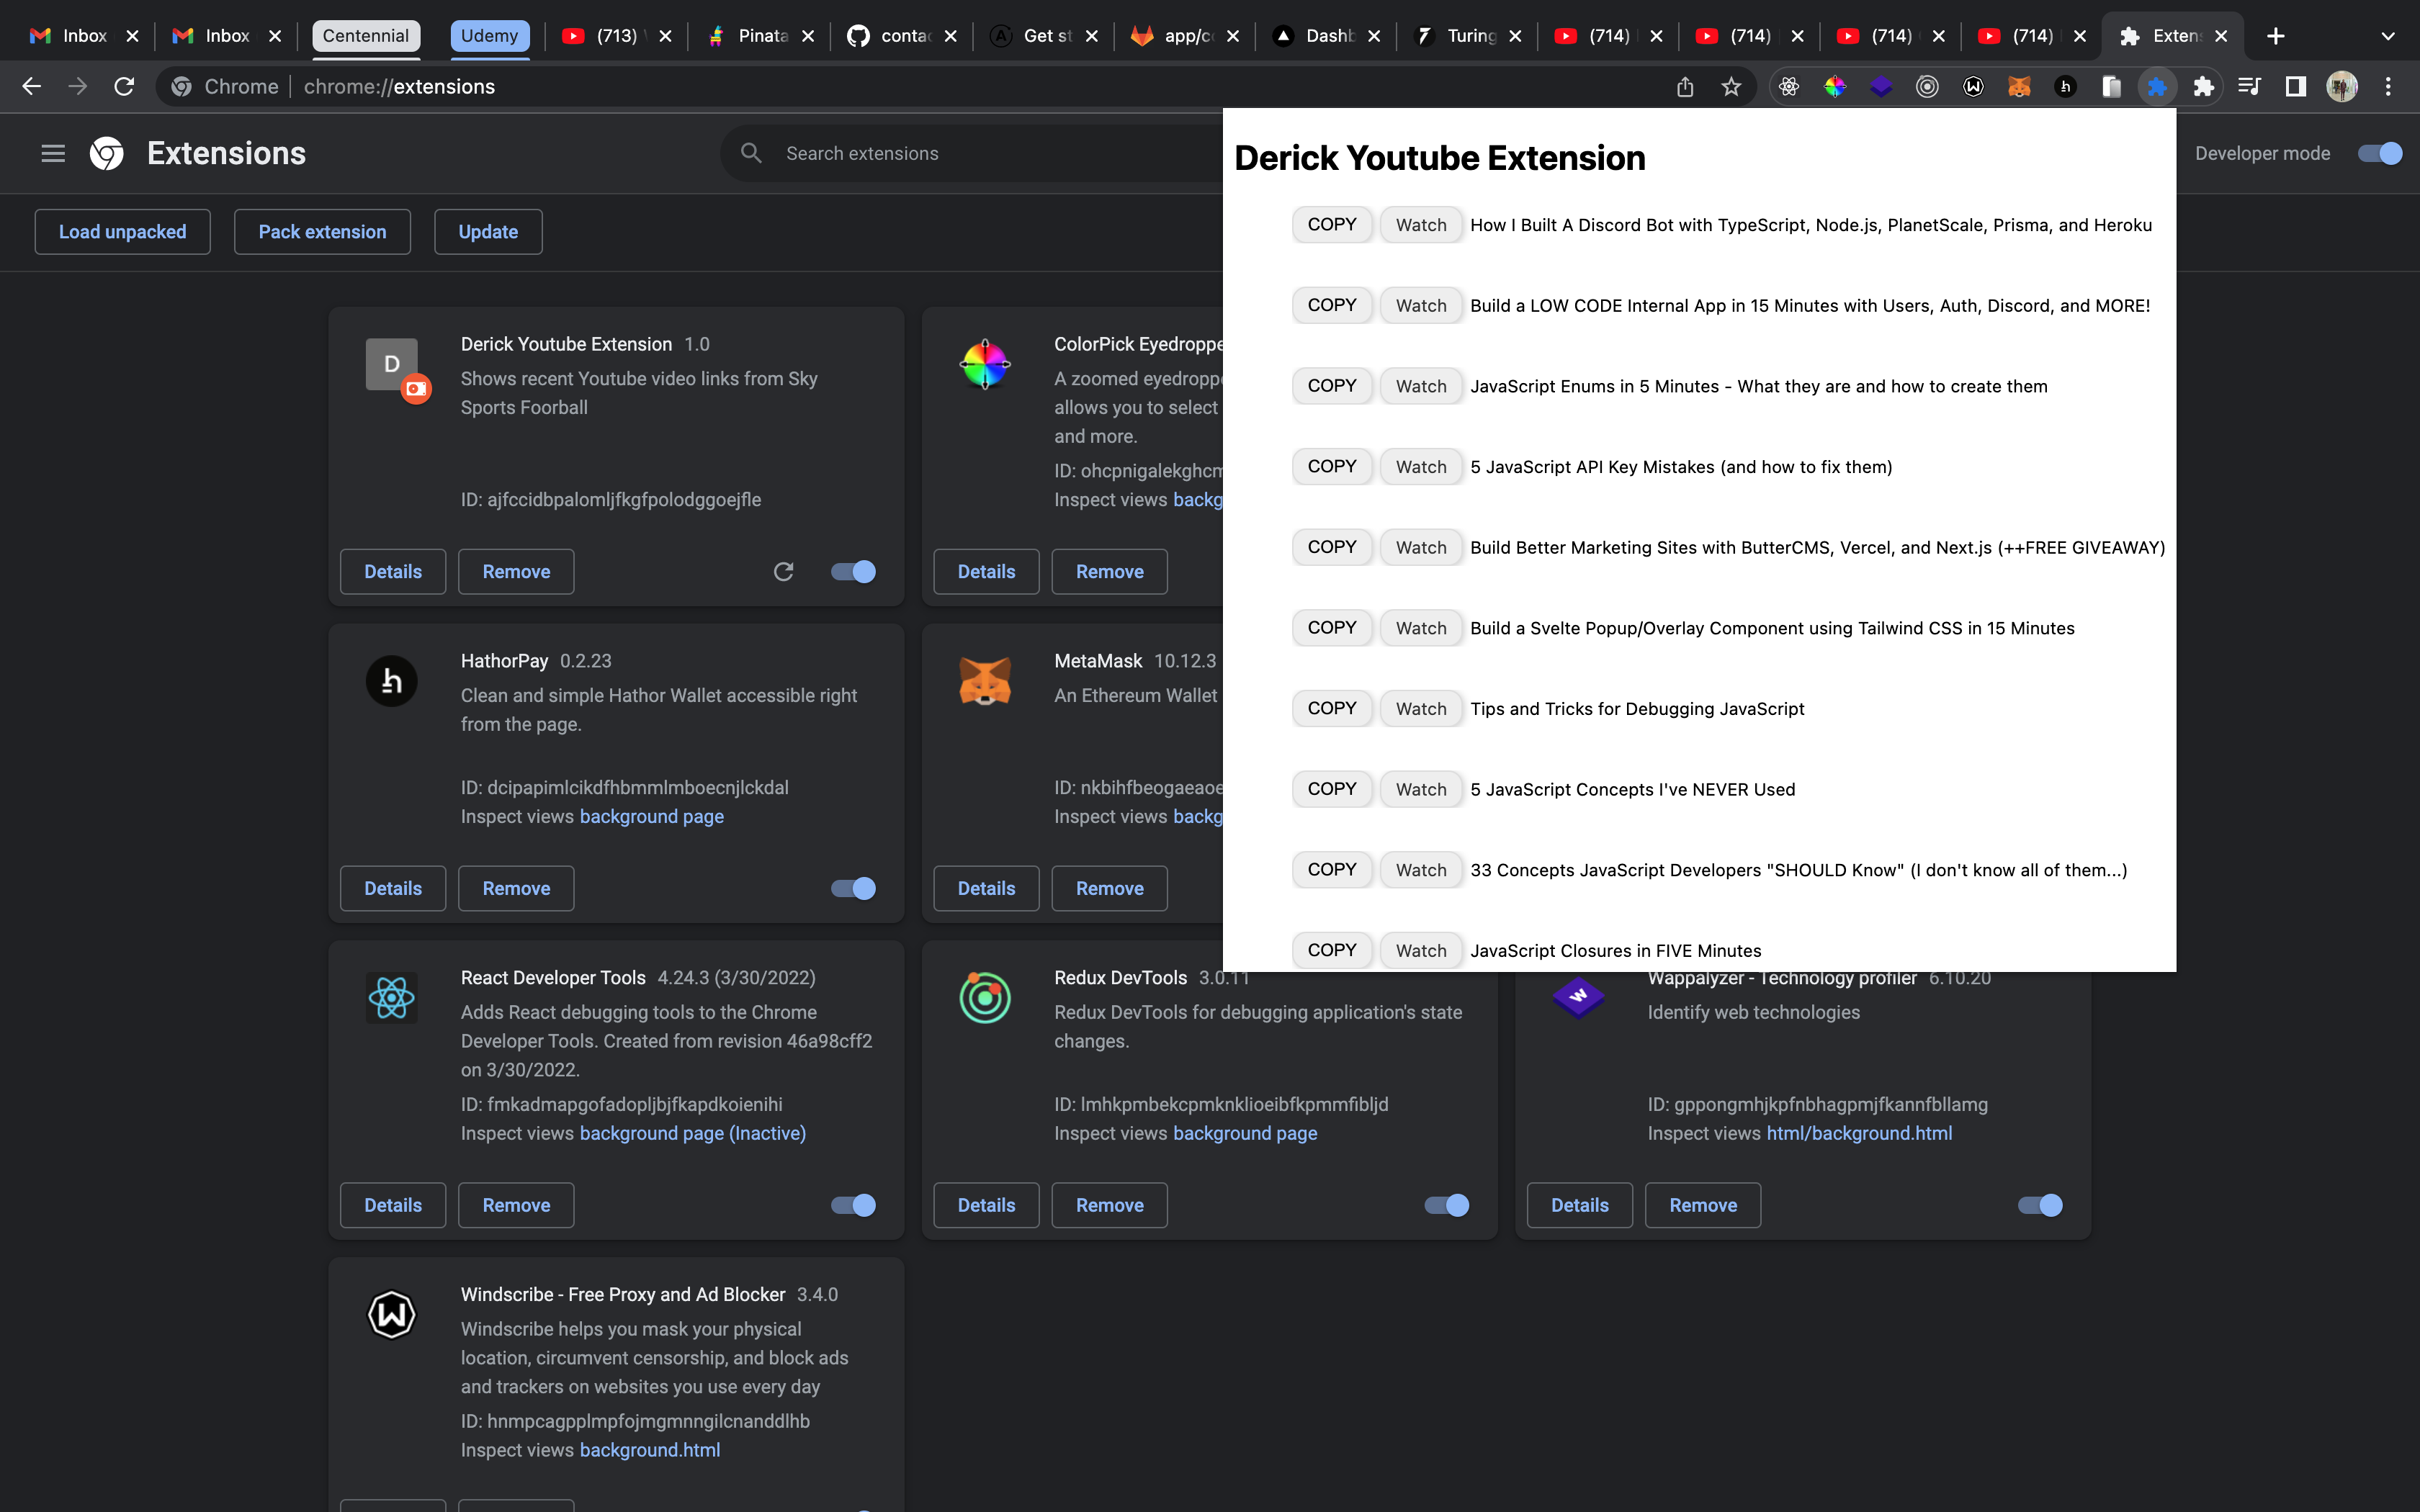 Inbox
Inbox
Centennial
Udemy
(713)
Pinata
contac
Get st
app/co
Dashb
Turing
(714)
(714)
(714)
(714)
Extens
Chrome
chrome://extensions
Extensions
Search extensions
Developer mode
Load unpacked
Pack extension
Update
Derick Youtube Extension
COPY Watch How I Built A Discord Bot with TypeScript, Node.js, PlanetScale, Prisma, and Heroku
COPY Watch Build a LOW CODE Internal App in 15 Minutes with Users, Auth, Discord, and MORE!
COPY Watch JavaScript Enums in 5 Minutes - What they are and how to create them
COPY Watch 5 JavaScript API Key Mistakes (and how to fix them)
COPY Watch Build Better Marketing Sites with ButterCMS, Vercel, and Next.js (++FREE GIVEAWAY)
COPY Watch Build a Svelte Popup/Overlay Component using Tailwind CSS in 15 Minutes
COPY Watch Tips and Tricks for Debugging JavaScript
COPY Watch 5 JavaScript Concepts I've NEVER Used
COPY Watch 33 Concepts JavaScript Developers "SHOULD Know" (I don't know all of them...)
COPY Watch JavaScript Closures in FIVE Minutes
D
Derick Youtube Extension 1.0
Shows recent Youtube video links from Sky
Sports Foorball
ID: ajfccidbpalomljfkgfpolodggoejfle
Details
Remove
ColorPick Eyedroppe
A zoomed eyedroppe
allows you to select
and more.
ID: ohcpnigalekghcm
Inspect views backg
Details
Remove
HathorPay 0.2.23
Clean and simple Hathor Wallet accessible right
from the page.
ID: dcipapimlcikdfhbmmlmboecnjlckdal
Inspect views background page
Details
Remove
MetaMask 10.12.3
An Ethereum Wallet
ID: nkbihfbeogaeaoe
Inspect views backg
Details
Remove
React Developer Tools 4.24.3 (3/30/2022)
Adds React debugging tools to the Chrome
Developer Tools. Created from revision 46a98cff2
on 3/30/2022.
ID: fmkadmapgofadopljbjfkapdkoienihi
Inspect views background page (Inactive)
Details
Remove
Redux DevTools 3.0.11
Redux DevTools for debugging application's state
changes.
ID: lmhkpmbekcpmknklioeibfkpmmfibljd
Inspect views background page
Details
Remove
Wappalyzer - Technology profiler 6.10.20
Identify web technologies
ID: gppongmhjkpfnbhagpmjfkannfbllamg
Inspect views html/background.html
Details
Remove
Windscribe - Free Proxy and Ad Blocker 3.4.0
Windscribe helps you mask your physical
location, circumvent censorship, and block ads
and trackers on websites you use every day
ID: hnmpcagpplmpfojmgmnngilcnanddlhb
Inspect views background.html